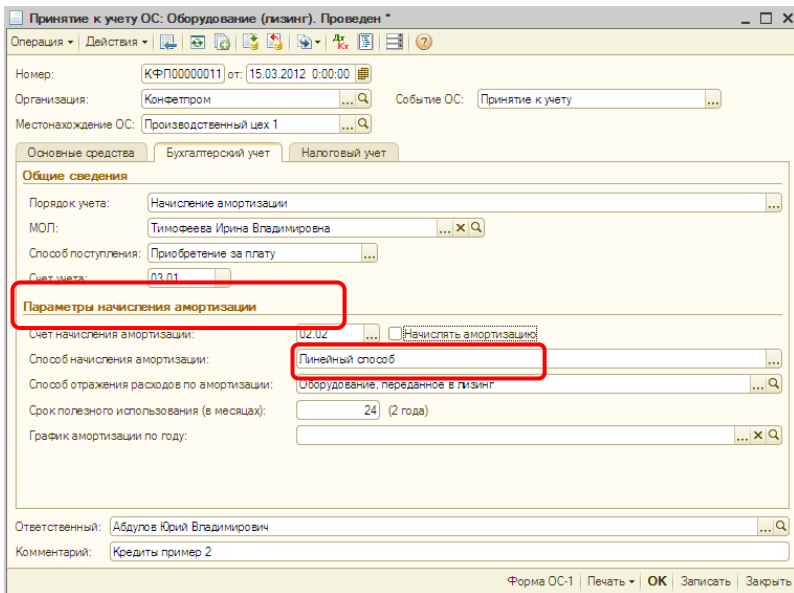 Принятие к учету ОС: Оборудование (лизинг). Проведен *
Операция Действия Дт Кт
Номер: КФП00000011 от: 15.03.2012 0:00:00
Организация: Конфетпром ... Событие ОС: Принятие к учету ...
Местонахождение ОС: Производственный цех 1 ...
Основные средства Бухгалтерский учет Налоговый учет
Общие сведения
Порядок учета: Начисление амортизации ...
МОЛ: Тимофеева Ирина Владимировна ... x
Способ поступления: Приобретение за плату ...
Счет учета: 03.01
Параметры начисления амортизации
Счет начисления амортизации: 02.02 ... Начислять амортизацию
Способ начисления амортизации: Линейный способ ...
Способ отражения расходов по амортизации: Оборудование, переданное в лизинг ...
Срок полезного использования (в месяцах): 24 (2 года)
График амортизации по году: ... x
Ответственный: Абдулов Юрий Владимирович ...
Комментарий: Кредиты пример 2
Форма ОС-1 Печать OK Записать Закрыть